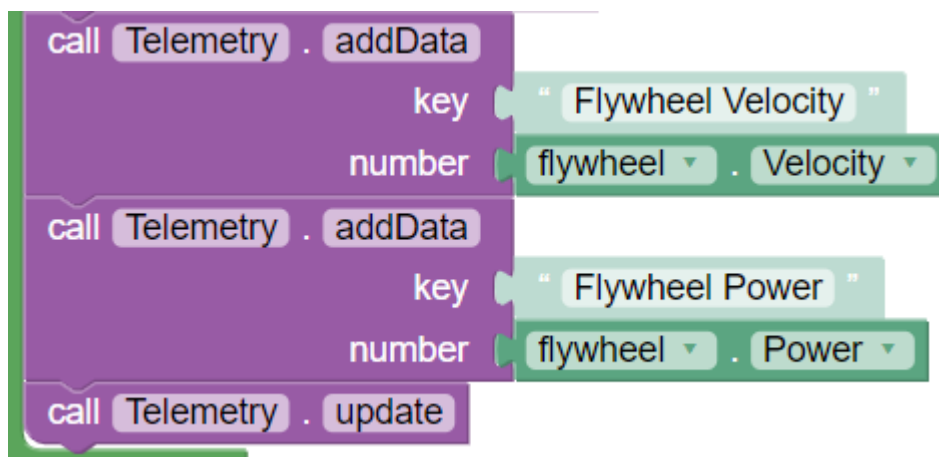 call Telemetry . addData
key “ Flywheel Velocity ”
number flywheel . Velocity
call Telemetry . addData
key “ Flywheel Power ”
number flywheel . Power
call Telemetry . update